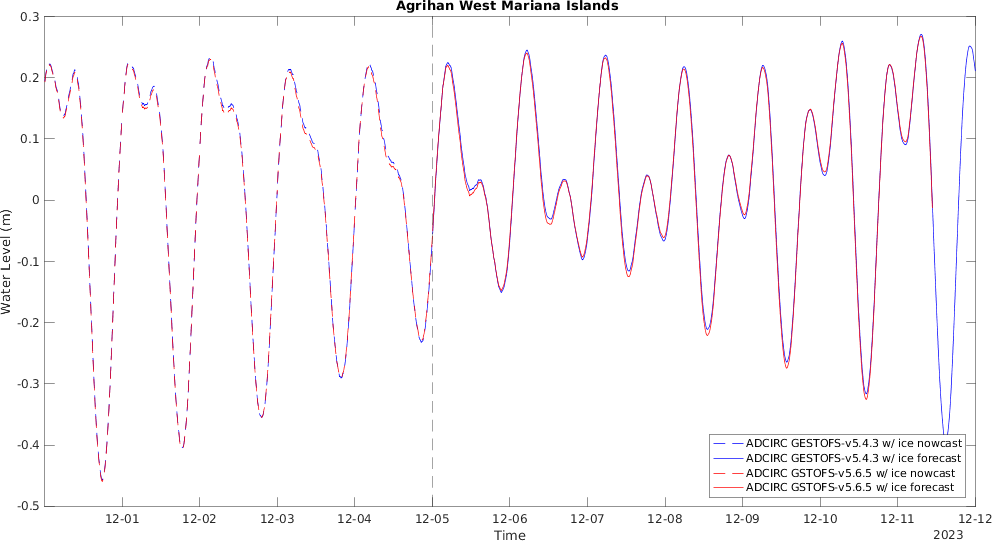 Agrihan West Mariana Islands
0.3
0.2
0.1
0
-0.1
-0.2
-0.3
-0.4
-0.5
Water Level (m)
12-01 12-02 12-03 12-04 12-05 12-06 12-07 12-08 12-09 12-10 12-11 12-12
Time
2023
ADCIRC GESTOFS-v5.4.3 w/ ice nowcast
ADCIRC GESTOFS-v5.4.3 w/ ice forecast
ADCIRC GSTOFS-v5.6.5 w/ ice nowcast
ADCIRC GSTOFS-v5.6.5 w/ ice forecast